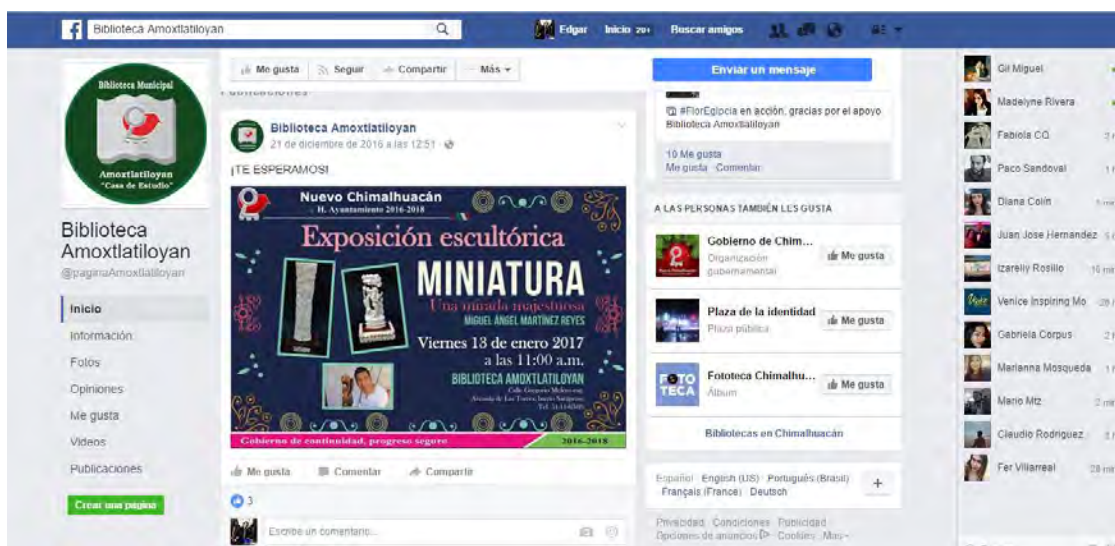 Biblioteca Amoxtlatiloyan
Edgar Inicio 20+ Buscar amigos
Biblioteca Municipal
Amoxtlatiloyan
"Casa de Estudio"
Biblioteca
Amoxtlatiloyan
@paginaAmoxtlatiloyan
Inicio
Información
Fotos
Opiniones
Me gusta
Videos
Publicaciones
Crear una página
Me gusta Seguir Compartir Más
Publicaciones
Biblioteca Amoxtlatiloyan
21 de diciembre de 2016 a las 12:51
¡TE ESPERAMOS!
Nuevo Chimalhuacán
H. Ayuntamiento 2016-2018
Exposición escultórica
MINIATURA
Una mirada majestuosa
MIGUEL ÁNGEL MARTÍNEZ REYES
Viernes 13 de enero 2017
a las 11:00 a.m.
BIBLIOTECA AMOXTLATILOYAN
Gobierno de continuidad, progreso seguro 2016-2018
Me gusta Comentar Compartir
3
Escribe un comentario...
Enviar un mensaje
#FlorEgipcia en acción, gracias por el apoyo
Biblioteca Amoxtlatiloyan
10 Me gusta
Me gusta · Comentar
A LAS PERSONAS TAMBIÉN LES GUSTA
Gobierno de Chim...
Organización
gubernamental
Me gusta
Plaza de la identidad
Plaza pública
Me gusta
FOTO
TECA
Fototeca Chimalhu...
Álbum
Me gusta
Bibliotecas en Chimalhuacán
Español · English (US) · Português (Brasil) ·
Français (France) · Deutsch
Privacidad · Condiciones · Publicidad ·
Opciones de anuncios · Cookies · Más
Gil Miguel
Madelyne Rivera
Fabiola CQ
Paco Sandoval
Diana Colín
Juan Jose Hernandez
Izarelly Rosillo
Venice Inspiring Mo
Gabriela Corpus
Marianna Mosqueda
Mario Mtz
Claudio Rodriguez
Fer Villarreal